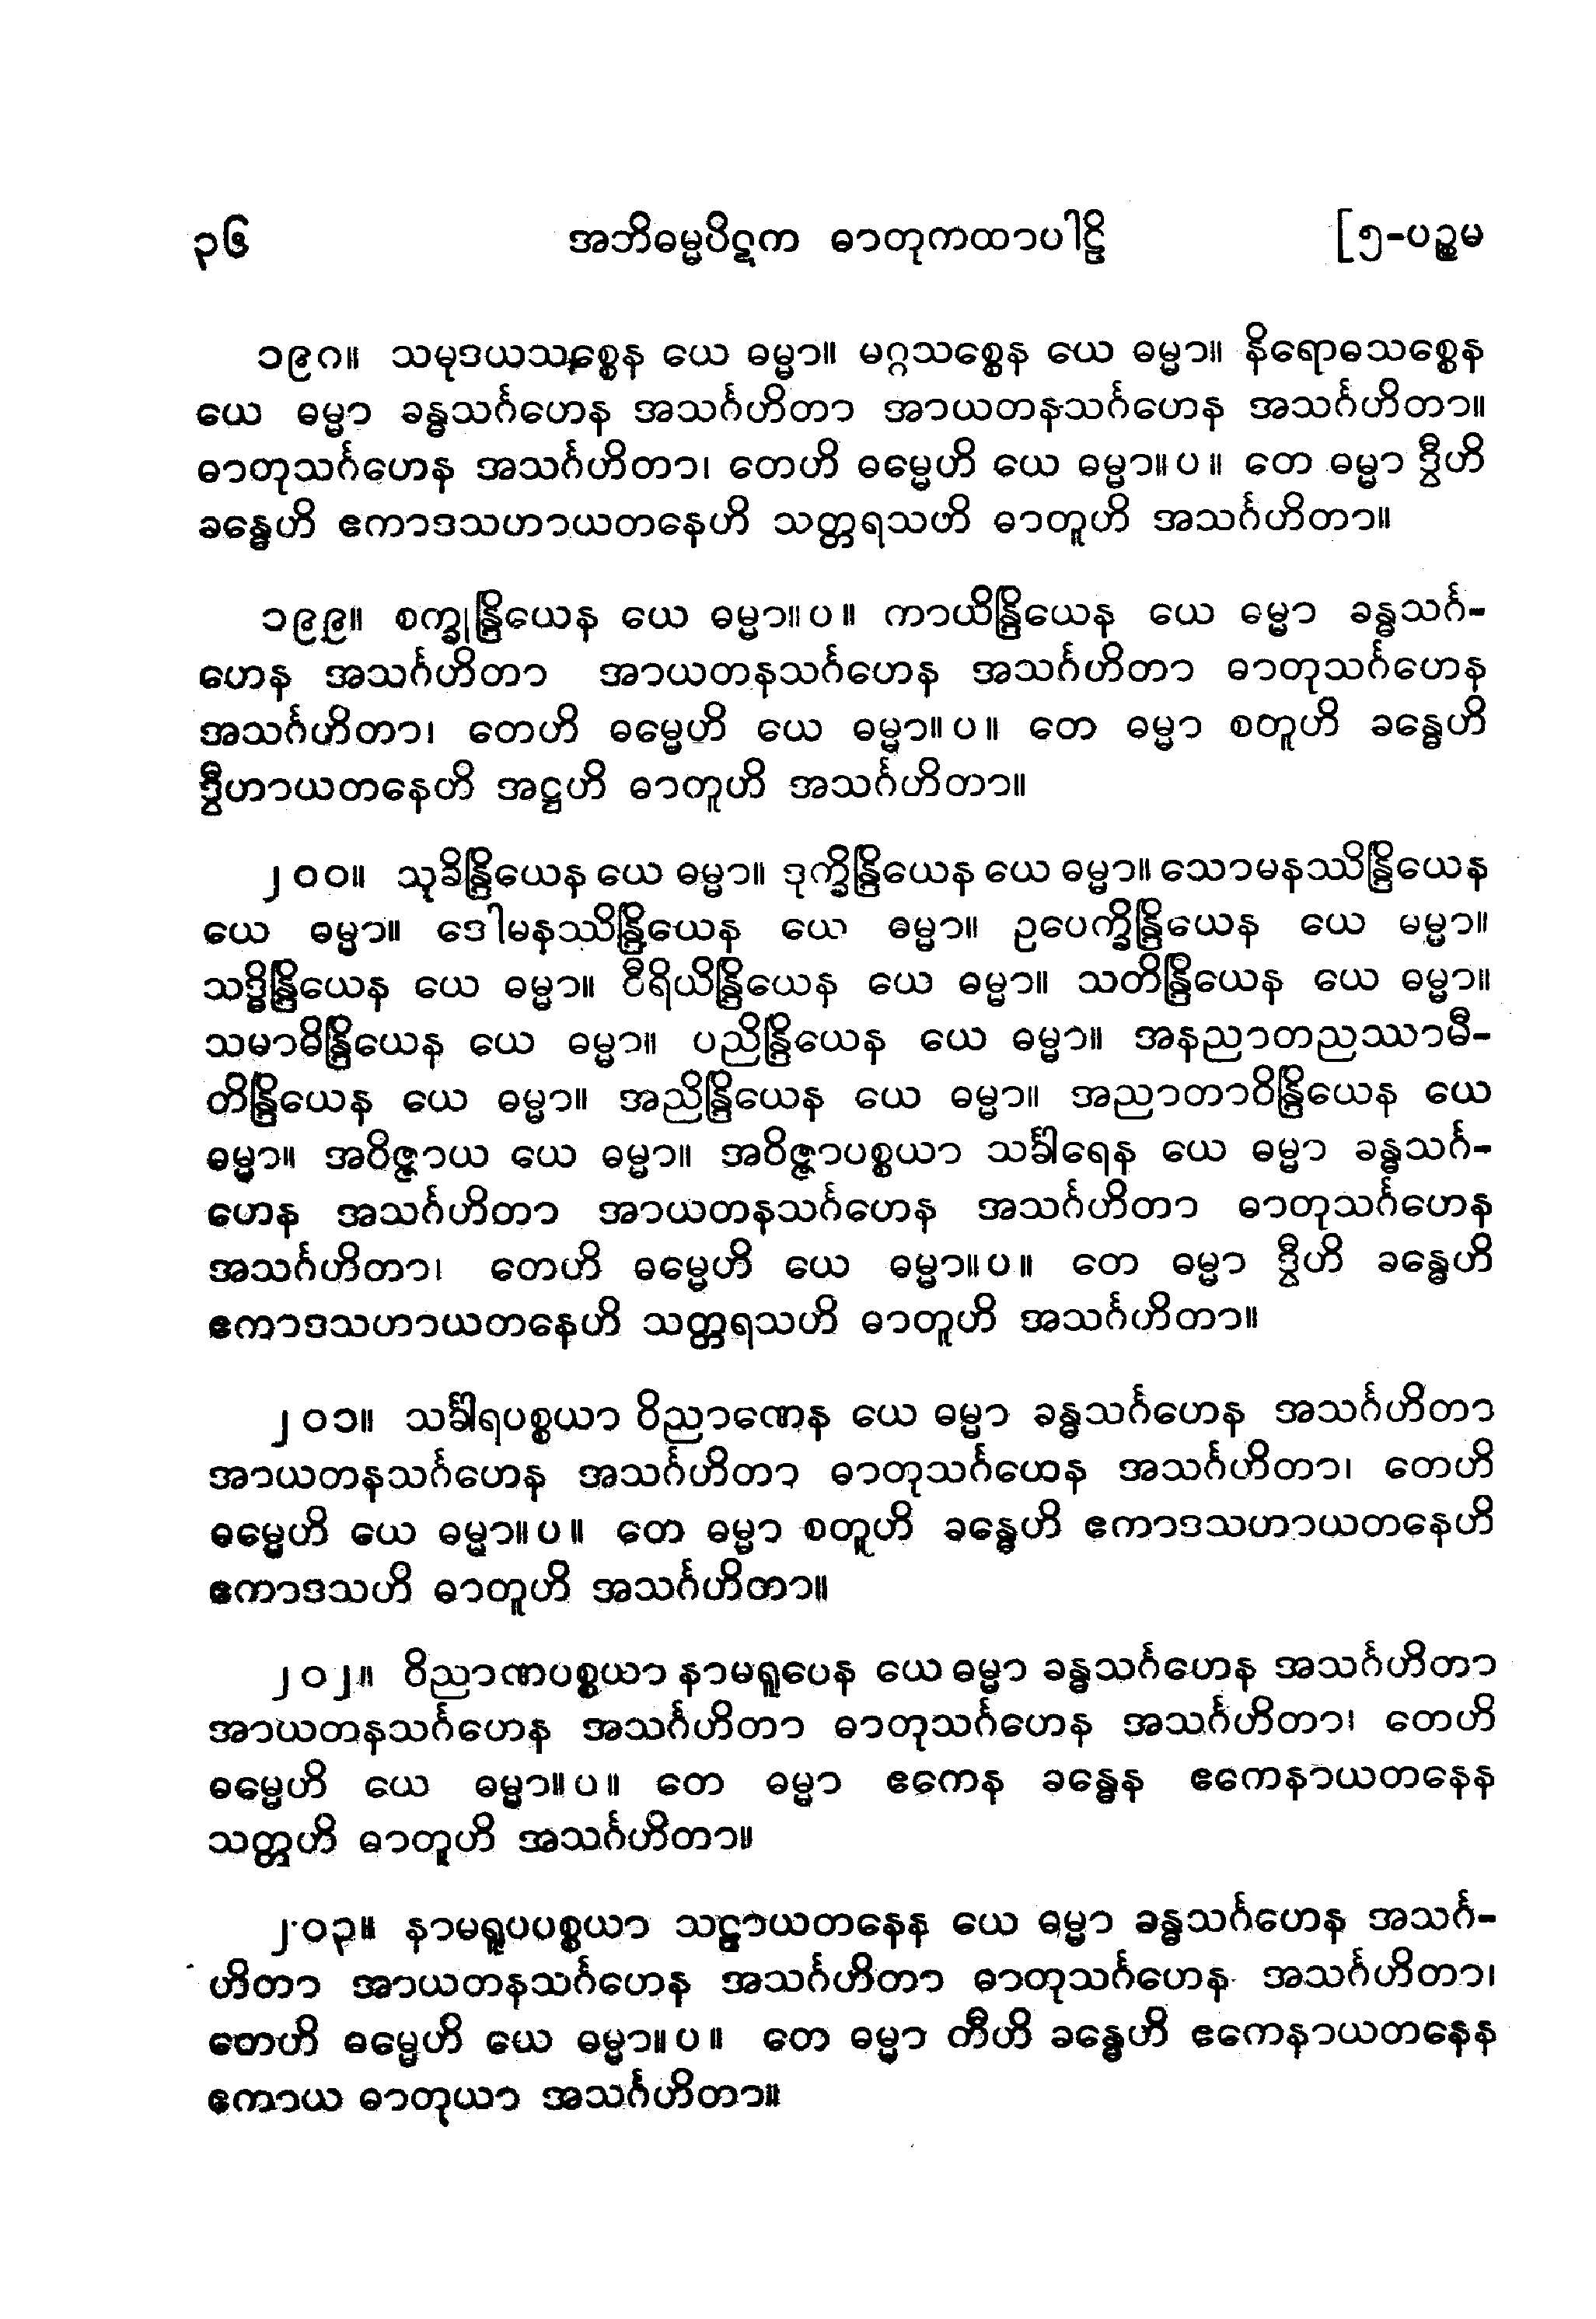 ၃၆ အဘိဓမ္မပိဋက ဓာတုကထာပါဠိ [၅-ပဉ္စမ
၁၉၈။ သမုဒယသစ္စေန ယေ ဓမ္မာ။ မဂ္ဂသစ္စေန ယေ ဓမ္မာ။ နိရောဓသစ္စေန
ယေ ဓမ္မာ ခန္ဓသင်္ဂဟေန အသင်္ဂဟိတာ အာယတနသင်္ဂဟေန အသင်္ဂဟိတာ။
ဓာတုသင်္ဂဟေန အသင်္ဂဟိတာ၊ တေဟိ ဓမ္မေဟိ ယေ ဓမ္မာ။ပ။ တေ ဓမ္မာ ဒွီဟိ
ခန္ဓေဟိ ဧကာဒသဟာယတနေဟိ သတ္တရသဟိ ဓာတူဟိ အသင်္ဂဟိတာ။
၁၉၉။ စက္ခုန္ဒြိယေန ယေ ဓမ္မာ။ပ။ ကာယိန္ဒြိယေန ယေ ဓမ္မာ ခန္ဓသင်္ဂ-
ဟေန အသင်္ဂဟိတာ အာယတနသင်္ဂဟေန အသင်္ဂဟိတာ ဓာတုသင်္ဂဟေန
အသင်္ဂဟိတာ၊ တေဟိ ဓမ္မေဟိ ယေ ဓမ္မာ။ပ။ တေ ဓမ္မာ စတူဟိ ခန္ဓေဟိ
ဒွီဟာယတနေဟိ အဋ္ဌဟိ ဓာတူဟိ အသင်္ဂဟိတာ။
၂၀၀။ သုခိန္ဒြိယေန ယေ ဓမ္မာ။ ဒုက္ခိန္ဒြိယေန ယေ ဓမ္မာ။ သောမနဿိန္ဒြိယေန
ယေ ဓမ္မာ။ ဒေါမနဿိန္ဒြိယေန ယေ ဓမ္မာ။ ဥပေက္ခိန္ဒြိယေန ယေ မမ္မာ။
သဒ္ဓိန္ဒြိယေန ယေ ဓမ္မာ။ ဝီရိယိန္ဒြိယေန ယေ ဓမ္မာ။ သတိန္ဒြိယေန ယေ ဓမ္မာ။
သမာဓိန္ဒြိယေန ယေ ဓမ္မာ။ ပညိန္ဒြိယေန ယေ ဓမ္မာ။ အနညာတညဿာမီ-
တိန္ဒြိယေန ယေ ဓမ္မာ။ အညိန္ဒြိယေန ယေ ဓမ္မာ။ အညာတာဝိန္ဒြိယေန ယေ
ဓမ္မာ။ အဝိဇ္ဇာယ ယေ ဓမ္မာ။ အဝိဇ္ဇာပစ္စယာ သင်္ခါရေန ယေ ဓမ္မာ ခန္ဓသင်္ဂ-
ဟေန အသင်္ဂဟိတာ အာယတနသင်္ဂဟေန အသင်္ဂဟိတာ ဓာတုသင်္ဂဟေန
အသင်္ဂဟိတာ၊ တေဟိ ဓမ္မေဟိ ယေ ဓမ္မာ။ပ။ တေ ဓမ္မာ ဒွီဟိ ခန္ဓေဟိ
ဧကာဒသဟာယတနေဟိ သတ္တရသဟိ ဓာတူဟိ အသင်္ဂဟိတာ။
၂၀၁။ သင်္ခါရပစ္စယာ ဝိညာဏေန ယေ ဓမ္မာ ခန္ဓသင်္ဂဟေန အသင်္ဂဟိတာ
အာယတနသင်္ဂဟေန အသင်္ဂဟိတာ ဓာတုသင်္ဂဟေန အသင်္ဂဟိတာ၊ တေဟိ
ဓမ္မေဟိ ယေ ဓမ္မာ။ပ။ တေ ဓမ္မာ စတူဟိ ခန္ဓေဟိ ဧကာဒသဟာယတနေဟိ
ဧကာဒသဟိ ဓာတူဟိ အသင်္ဂဟိတာ။
၂၀၂။ ဝိညာဏပစ္စယာ နာမရူပေန ယေ ဓမ္မာ ခန္ဓသင်္ဂဟေန အသင်္ဂဟိတာ
အာယတနသင်္ဂဟေန အသင်္ဂဟိတာ ဓာတုသင်္ဂဟေန အသင်္ဂဟိတာ၊ တေဟိ
ဓမ္မေဟိ ယေ ဓမ္မာ။ပ။ တေ ဓမ္မာ ဧကေန ခန္ဓေန ဧကေနာယတနေန
သတ္တဟိ ဓာတူဟိ အသင်္ဂဟိတာ။
၂၀၃။ နာမရူပပစ္စယာ သဠာယတနေန ယေ ဓမ္မာ ခန္ဓသင်္ဂဟေန အသင်္ဂ-
ဟိတာ အာယတနသင်္ဂဟေန အသင်္ဂဟိတာ ဓာတုသင်္ဂဟေန အသင်္ဂဟိတာ၊
တေဟိ ဓမ္မေဟိ ယေ ဓမ္မာ။ပ။ တေ ဓမ္မာ တီဟိ ခန္ဓေဟိ ဧကေနာယတနေန
ဧကာယ ဓာတုယာ အသင်္ဂဟိတာ။